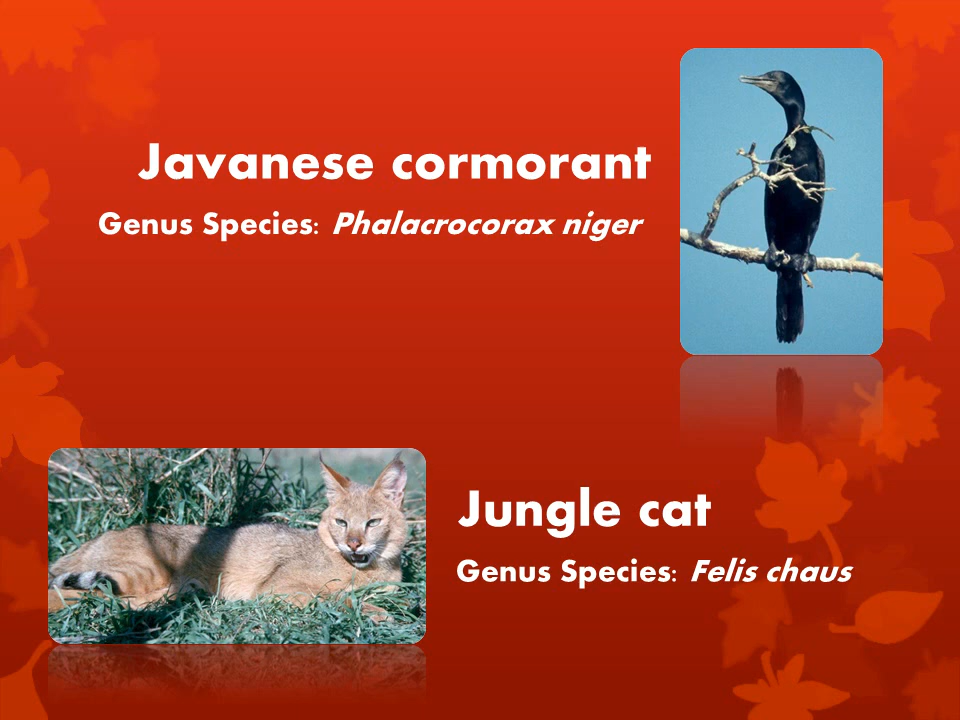 Javanese cormorant
Genus Species: Phalacrocorax niger
Jungle cat
Genus Species: Felis chaus